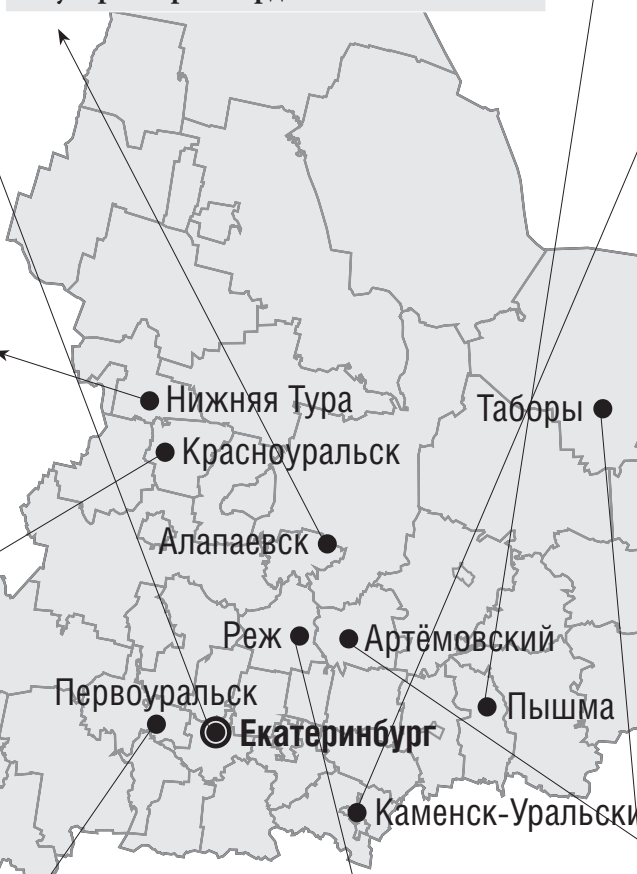 Нижняя Тура
Таборы
Красноуральск
Алапаевск
Реж
Артёмовский
Первоуральск
Пышма
Екатеринбург
Каменск-Уральски